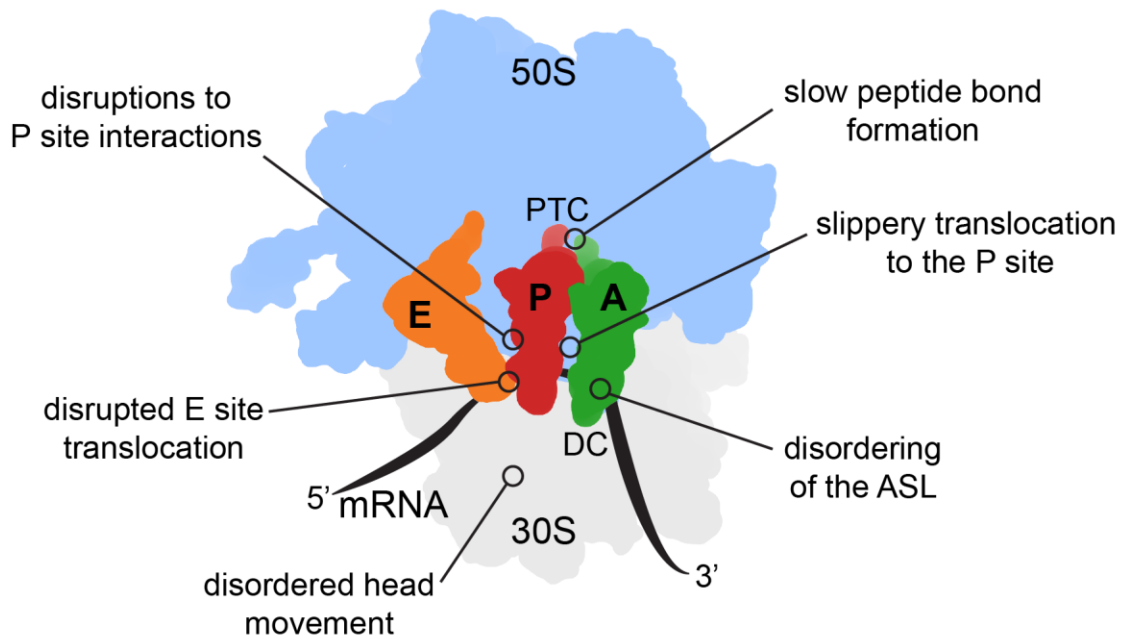 50S
disruptions to
P site interactions
slow peptide bond
formation
PTC
slippery translocation
to the P site
E
P
A
disrupted E site
translocation
DC
disordering
of the ASL
5’ mRNA
30S
3’
disordered head
movement